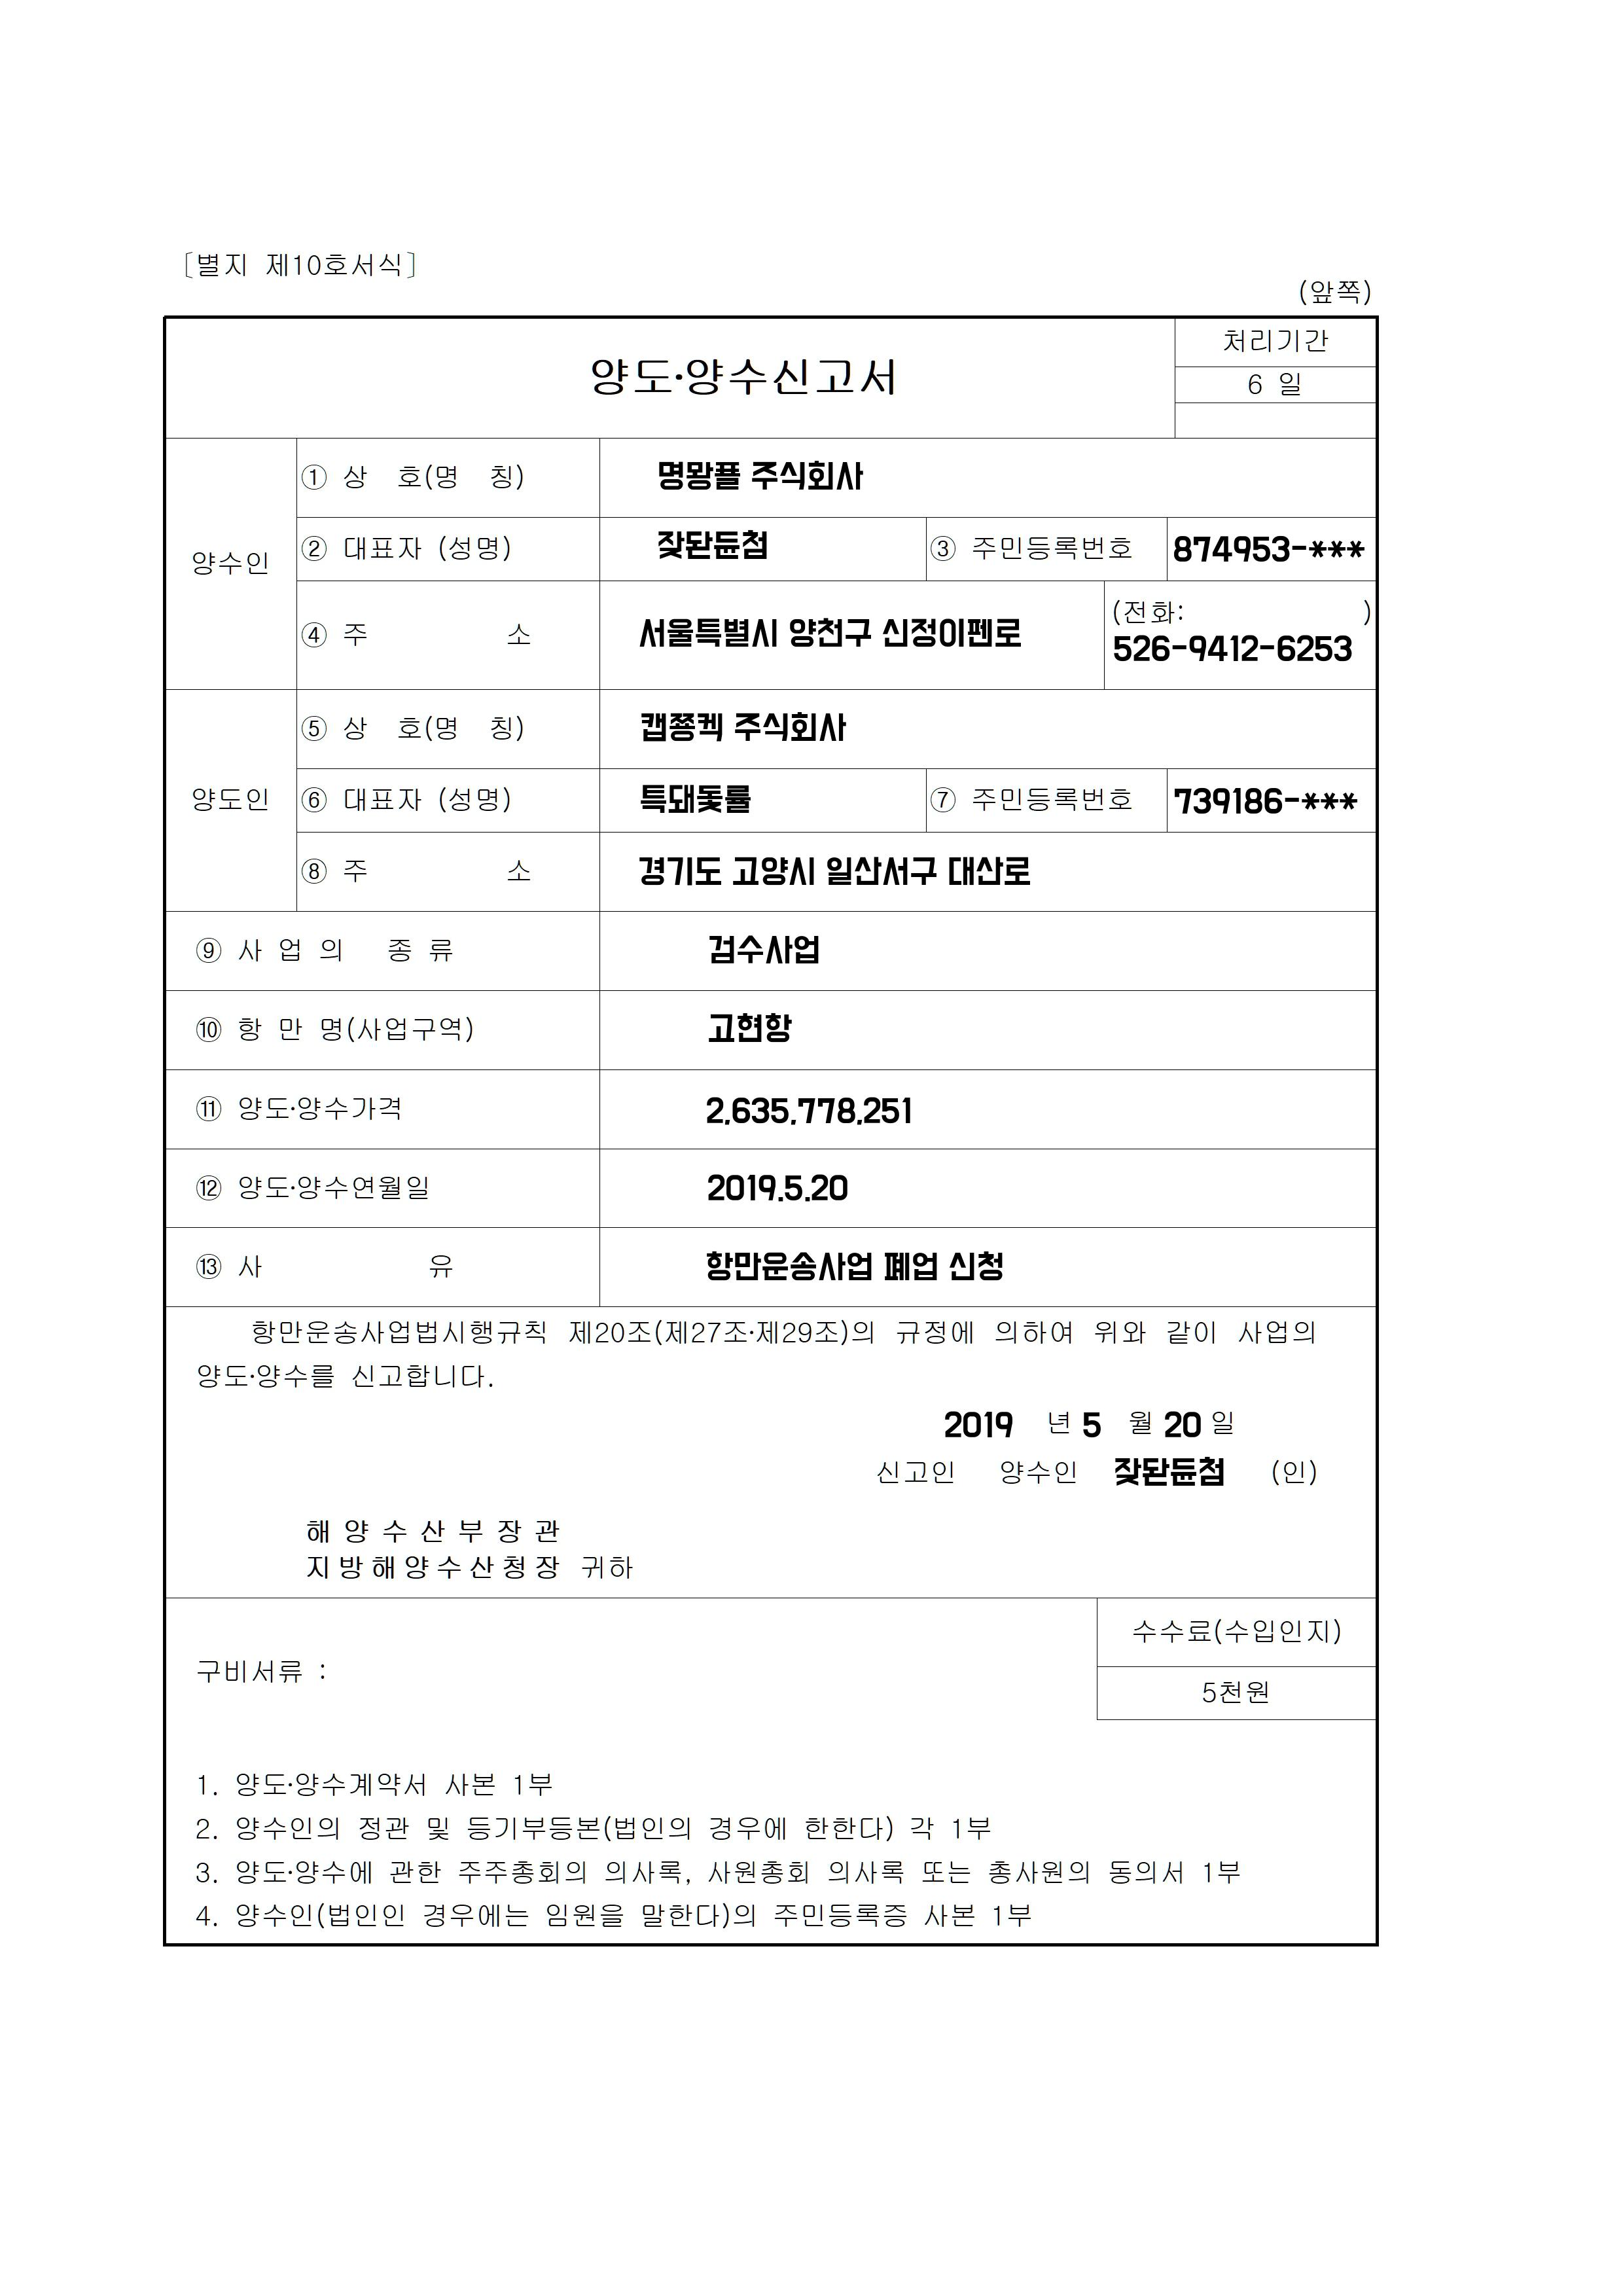 [별지 제10호서식]
(앞쪽)
양도·양수신고서
처리기간
6 일
양수인
① 상 호(명 칭)
명뫙퓰 주식회사
② 대표자 (성명)
잦돤듄첨
③ 주민등록번호
874953-***
④ 주 소
서울특별시 양천구 신정이펜로
(전화: )
526-9412-6253
양도인
⑤ 상 호(명 칭)
캡쫑켁 주식회사
⑥ 대표자 (성명)
특돼돛률
⑦ 주민등록번호
739186-***
⑧ 주 소
경기도 고양시 일산서구 대산로
⑨ 사 업 의 종 류
검수사업
⑩ 항 만 명(사업구역)
고현항
⑪ 양도·양수가격
2,635,778,251
⑫ 양도·양수연월일
2019.5.20
⑬ 사 유
항만운송사업 폐업 신청
항만운송사업법시행규칙 제20조(제27조·제29조)의 규정에 의하여 위와 같이 사업의
양도·양수를 신고합니다.
2019 년 5 월 20 일
신고인 양수인 잦돤듄첨 (인)
해 양 수 산 부 장 관
지 방 해 양 수 산 청 장 귀하
구비서류 :
수수료(수입인지)
5천원
1. 양도·양수계약서 사본 1부
2. 양수인의 정관 및 등기부등본(법인의 경우에 한한다) 각 1부
3. 양도·양수에 관한 주주총회의 의사록, 사원총회 의사록 또는 총사원의 동의서 1부
4. 양수인(법인인 경우에는 임원을 말한다)의 주민등록증 사본 1부